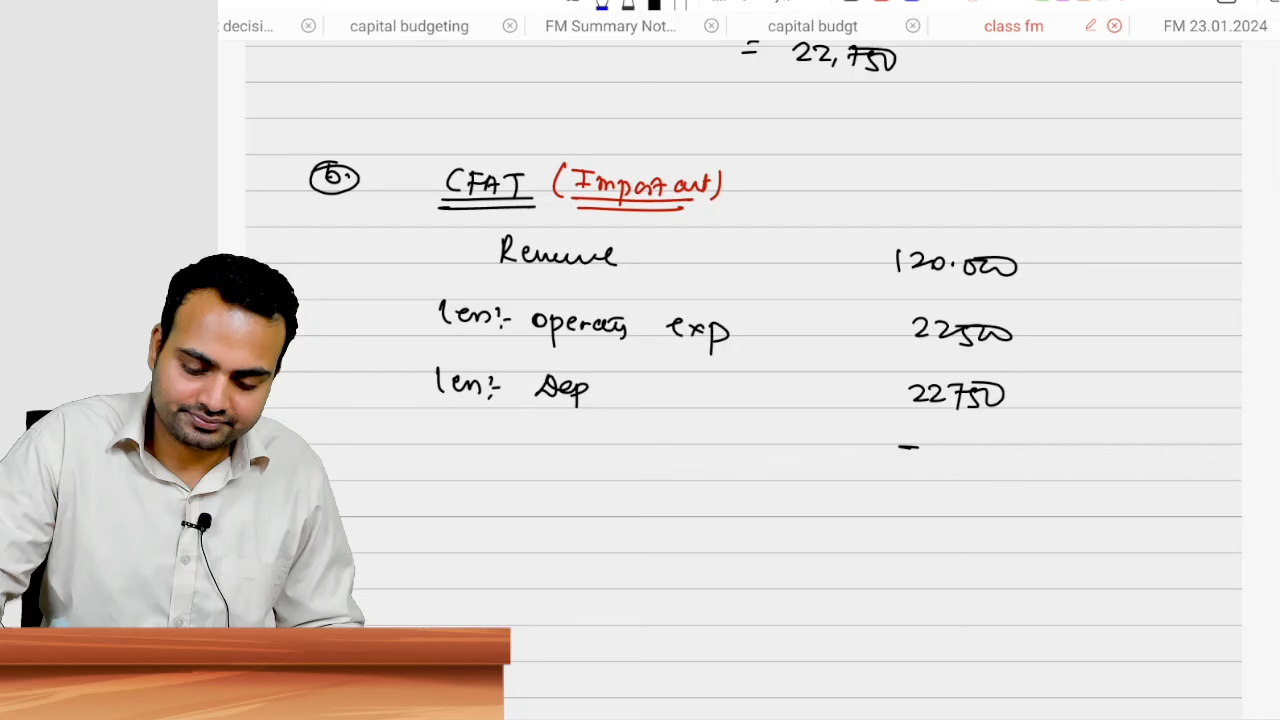 t decisi... capital budgeting FM Summary Not... capital budgt class fm FM 23.01.2024
= 22,750
6. CFAT (Important)
Revenue 120.000
less:- operating exp 22500
less:- Dep 22750